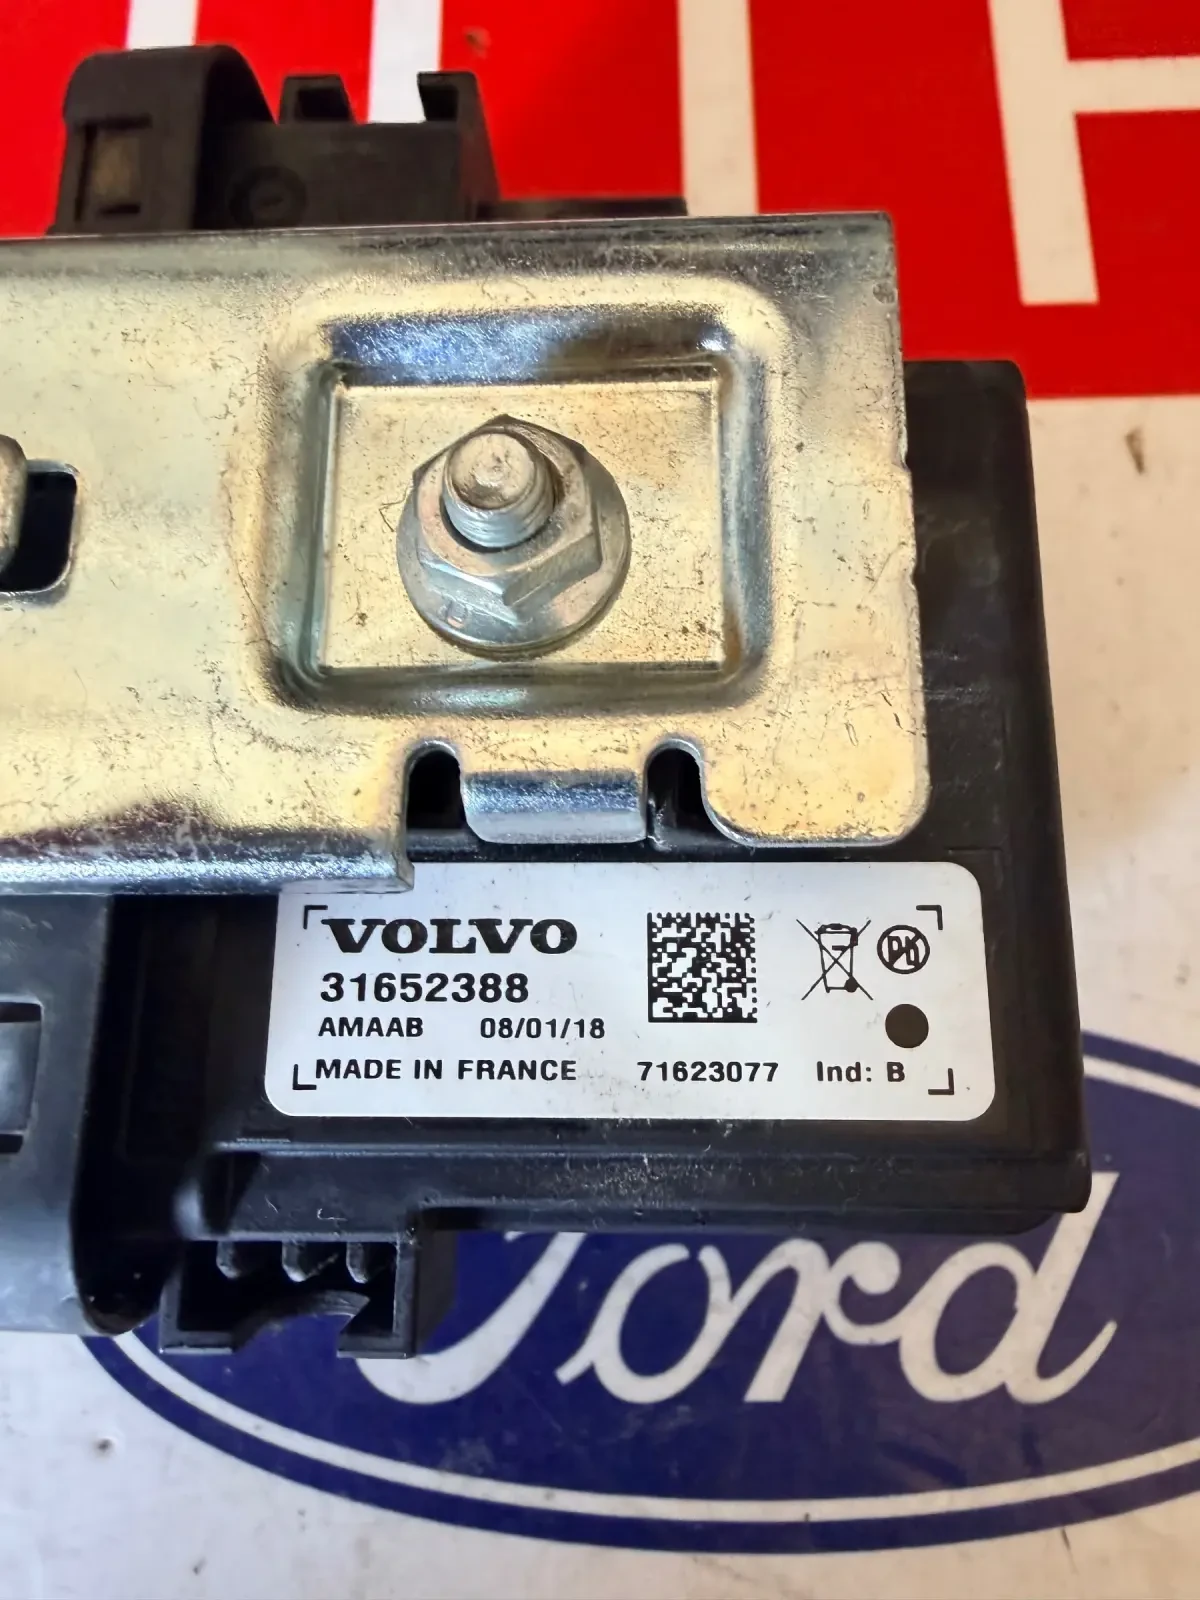 VOLVO
31652388
AMAAB 08/01/18
MADE IN FRANCE 71623077 Ind: B
Ford